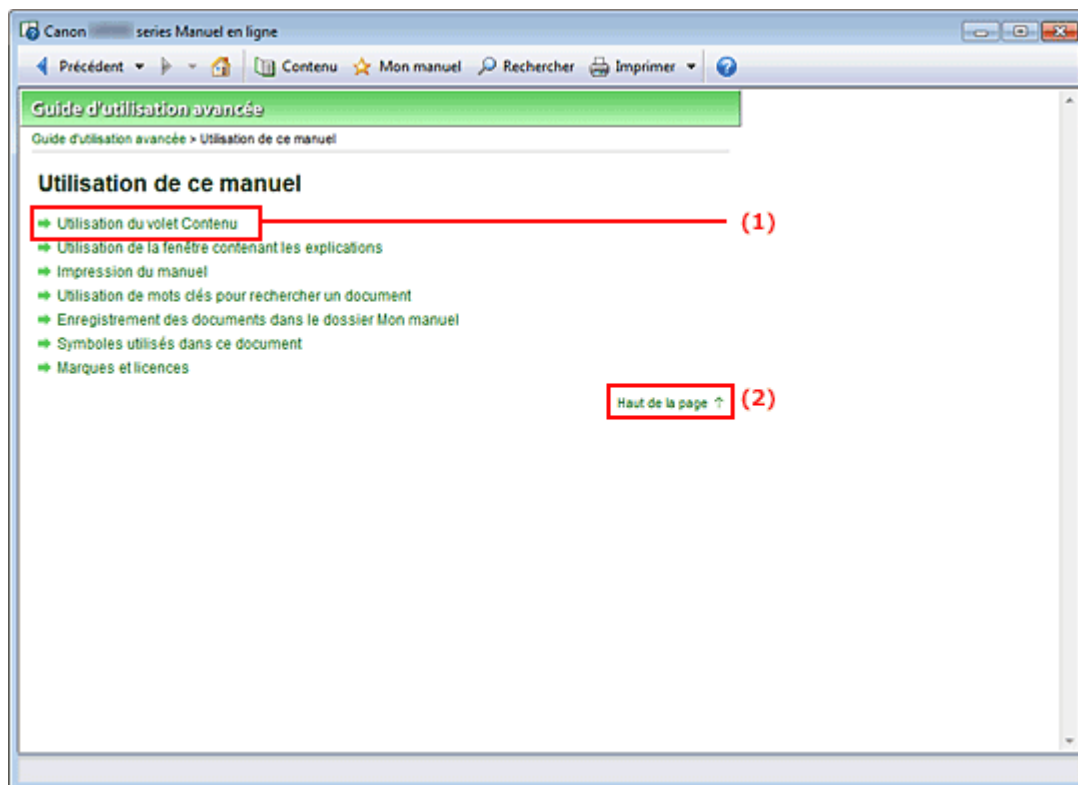 Canon series Manuel en ligne
Précédent Contenu Mon manuel Rechercher Imprimer
Guide d'utilisation avancée
Guide d'utilisation avancée > Utilisation de ce manuel
Utilisation de ce manuel
Utilisation du volet Contenu (1)
Utilisation de la fenêtre contenant les explications
Impression du manuel
Utilisation de mots clés pour rechercher un document
Enregistrement des documents dans le dossier Mon manuel
Symboles utilisés dans ce document
Marques et licences
Haut de la page ↑ (2)